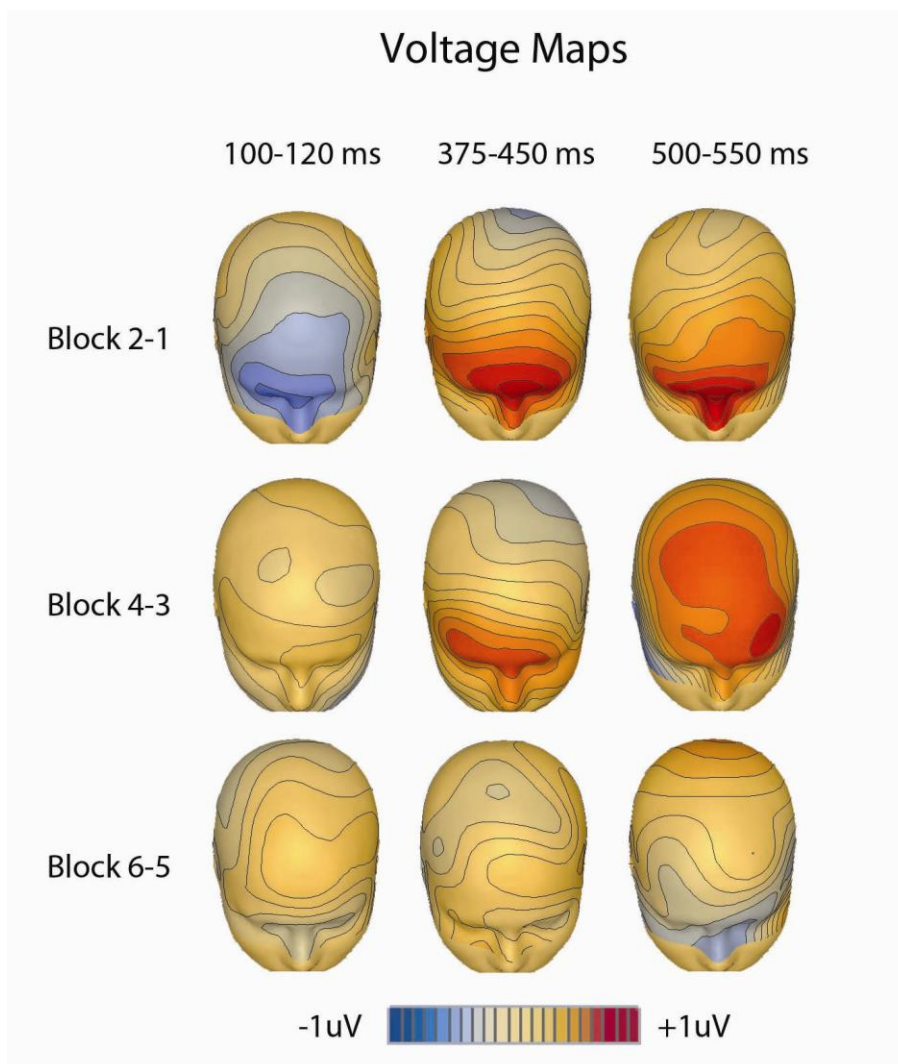 Voltage Maps
100-120 ms 375-450 ms 500-550 ms
Block 2-1
Block 4-3
Block 6-5
-1uV +1uV